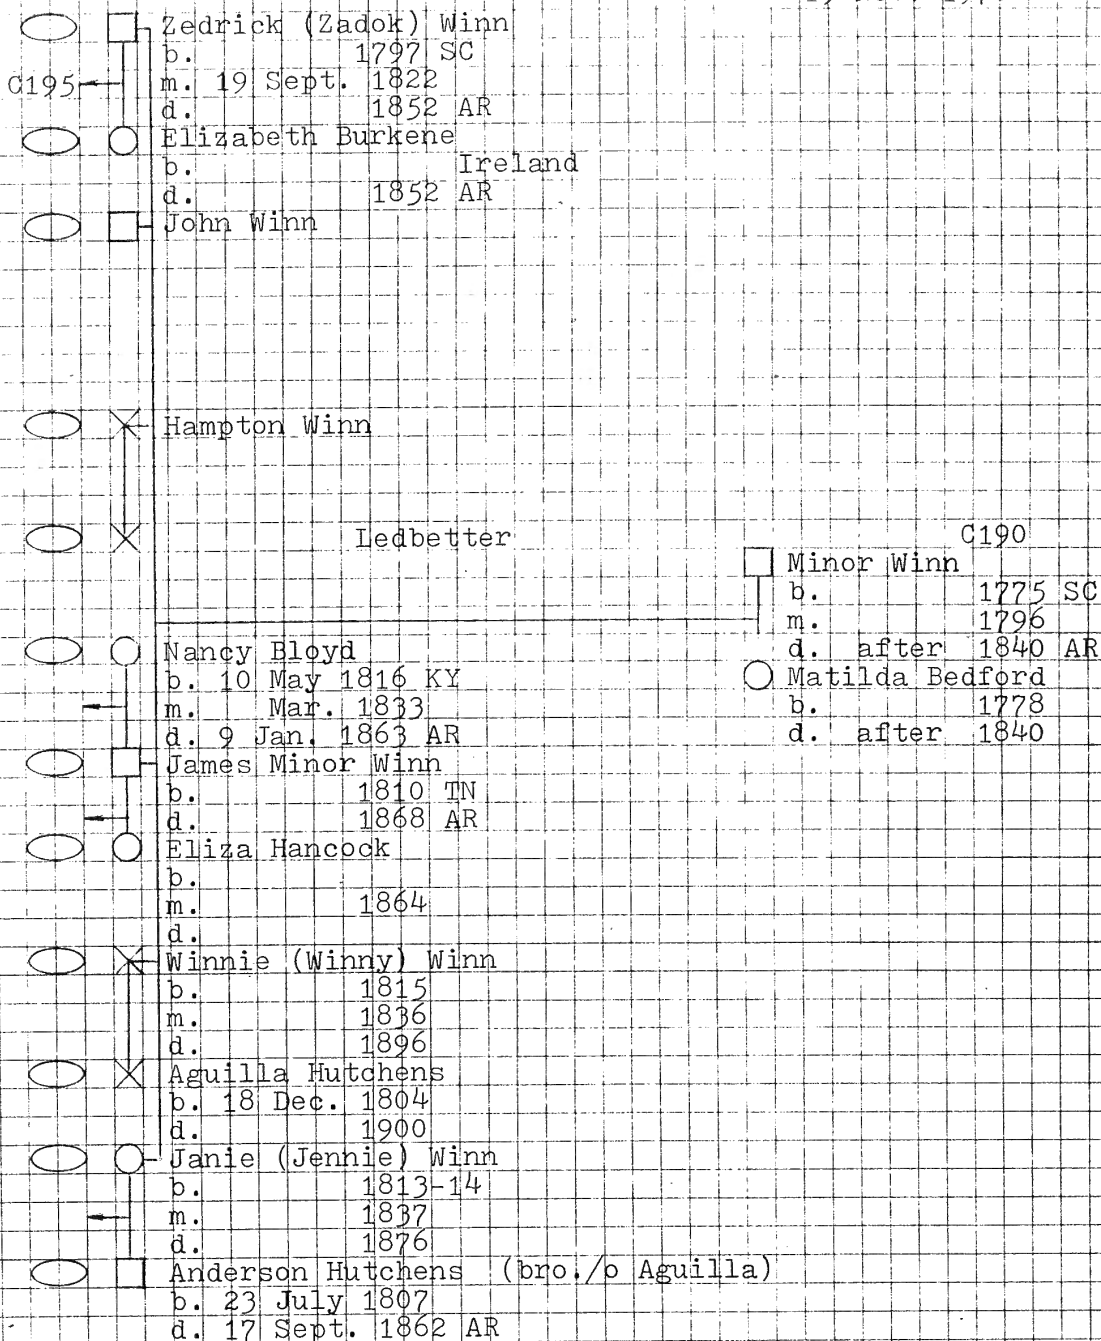 Zedrick (Zadok) Winn
b. 1797 SC
C195
m. 19 Sept. 1822
d. 1852 AR
Elizabeth Burkene
b. Ireland
d. 1852 AR
John Winn
Hampton Winn
Ledbetter
Nancy Bloyd
b. 10 May 1816 KY
m. Mar. 1833
d. 9 Jan. 1863 AR
James Minor Winn
b. 1810 TN
d. 1868 AR
Eliza Hancock
b.
m. 1864
d.
Winnie (Winny) Winn
b. 1815
m. 1836
d. 1896
Aguilla Hutchens
b. 18 Dec. 1804
d. 1900
Janie (Jennie) Winn
b. 1813-14
m. 1837
d. 1876
Anderson Hutchens (bro./o Aguilla)
b. 23 July 1807
d. 17 Sept. 1862 AR
C190
Minor Winn
b. 1775 SC
m. 1796
d. after 1840 AR
Matilda Bedford
b. 1778
d. after 1840